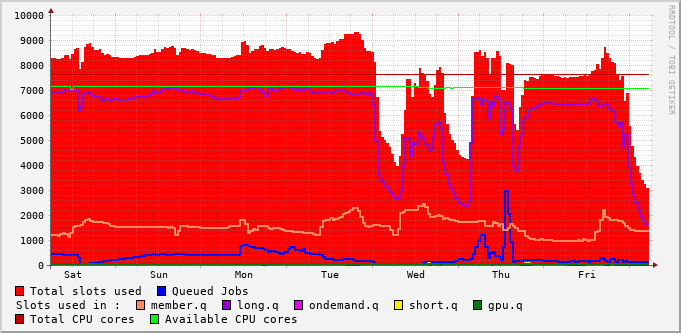 10000
9000
8000
7000
6000
5000
4000
3000
2000
1000
0
Sat Sun Mon Tue Wed Thu Fri
RRDTOOL / TOBI OETIKER
Total slots used Queued Jobs
Slots used in : member.q long.q ondemand.q short.q gpu.q
Total CPU cores Available CPU cores